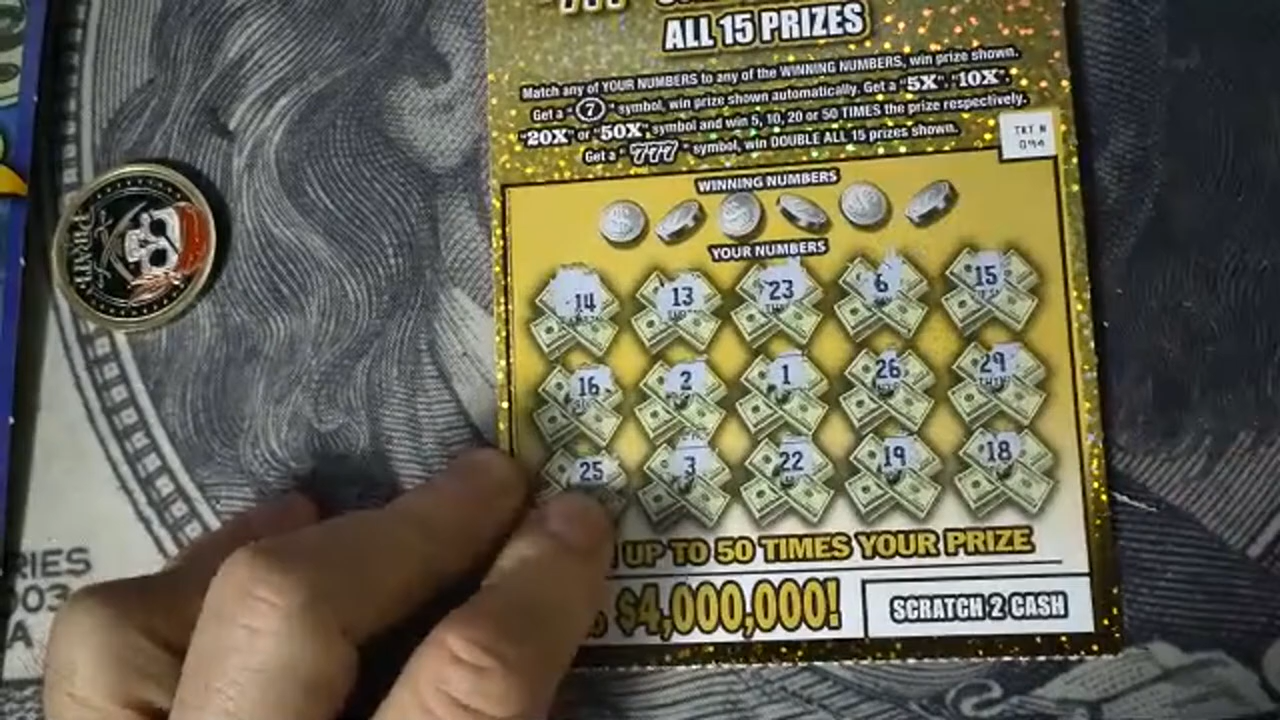 777
ALL 15 PRIZES
Match any of YOUR NUMBERS to any of the WINNING NUMBERS, win prize shown.
Get a "7" symbol, win prize shown automatically. Get a "5X", "10X",
"20X" or "50X" symbol and win 5, 10, 20 or 50 TIMES the prize respectively.
Get a "777" symbol, win DOUBLE ALL 15 prizes shown.
TKT #
044
WINNING NUMBERS
YOUR NUMBERS
14 13 23 6 15
16 2 1 26 29
25 3 22 19 18
UP TO 50 TIMES YOUR PRIZE
$4,000,000!
SCRATCH 2 CASH
PIRATE